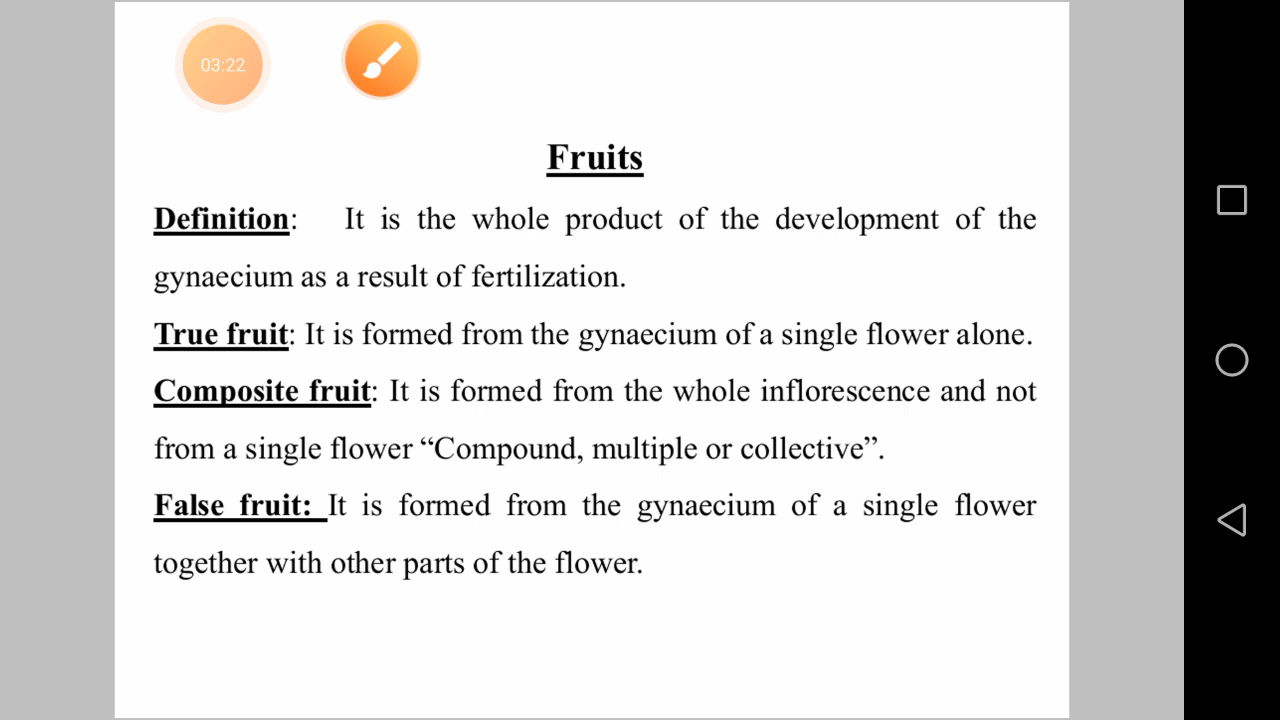 03:22
Fruits
Definition: It is the whole product of the development of the
gynaecium as a result of fertilization.
True fruit: It is formed from the gynaecium of a single flower alone.
Composite fruit: It is formed from the whole inflorescence and not
from a single flower “Compound, multiple or collective”.
False fruit: It is formed from the gynaecium of a single flower
together with other parts of the flower.